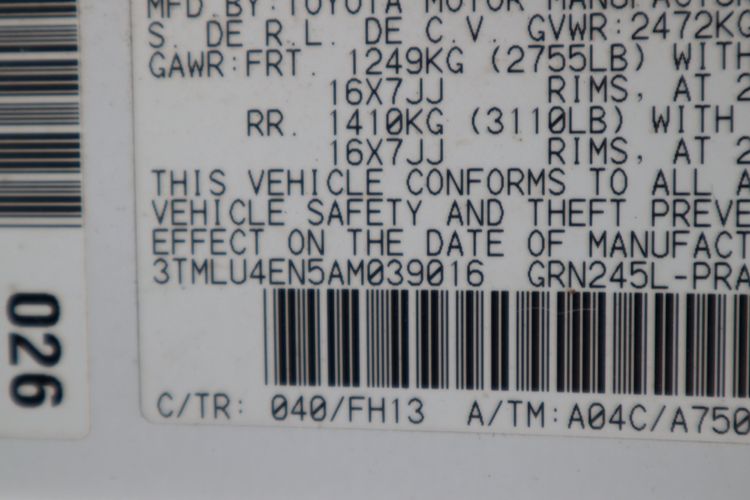 MFD.BY:TOYOTA MOTOR
S. DE R.L. DE C.V. GVWR:2472KG
GAWR:FRT. 1249KG (2755LB) WITH
16X7JJ RIMS, AT 2
RR. 1410KG (3110LB) WITH
16X7JJ RIMS, AT 2
THIS VEHICLE CONFORMS TO ALL A
VEHICLE SAFETY AND THEFT PREVE
EFFECT ON THE DATE OF MANUFACT
3TMLU4EN5AM039016 GRN245L-PRA
C/TR: 040/FH13 A/TM:A04C/A750
026